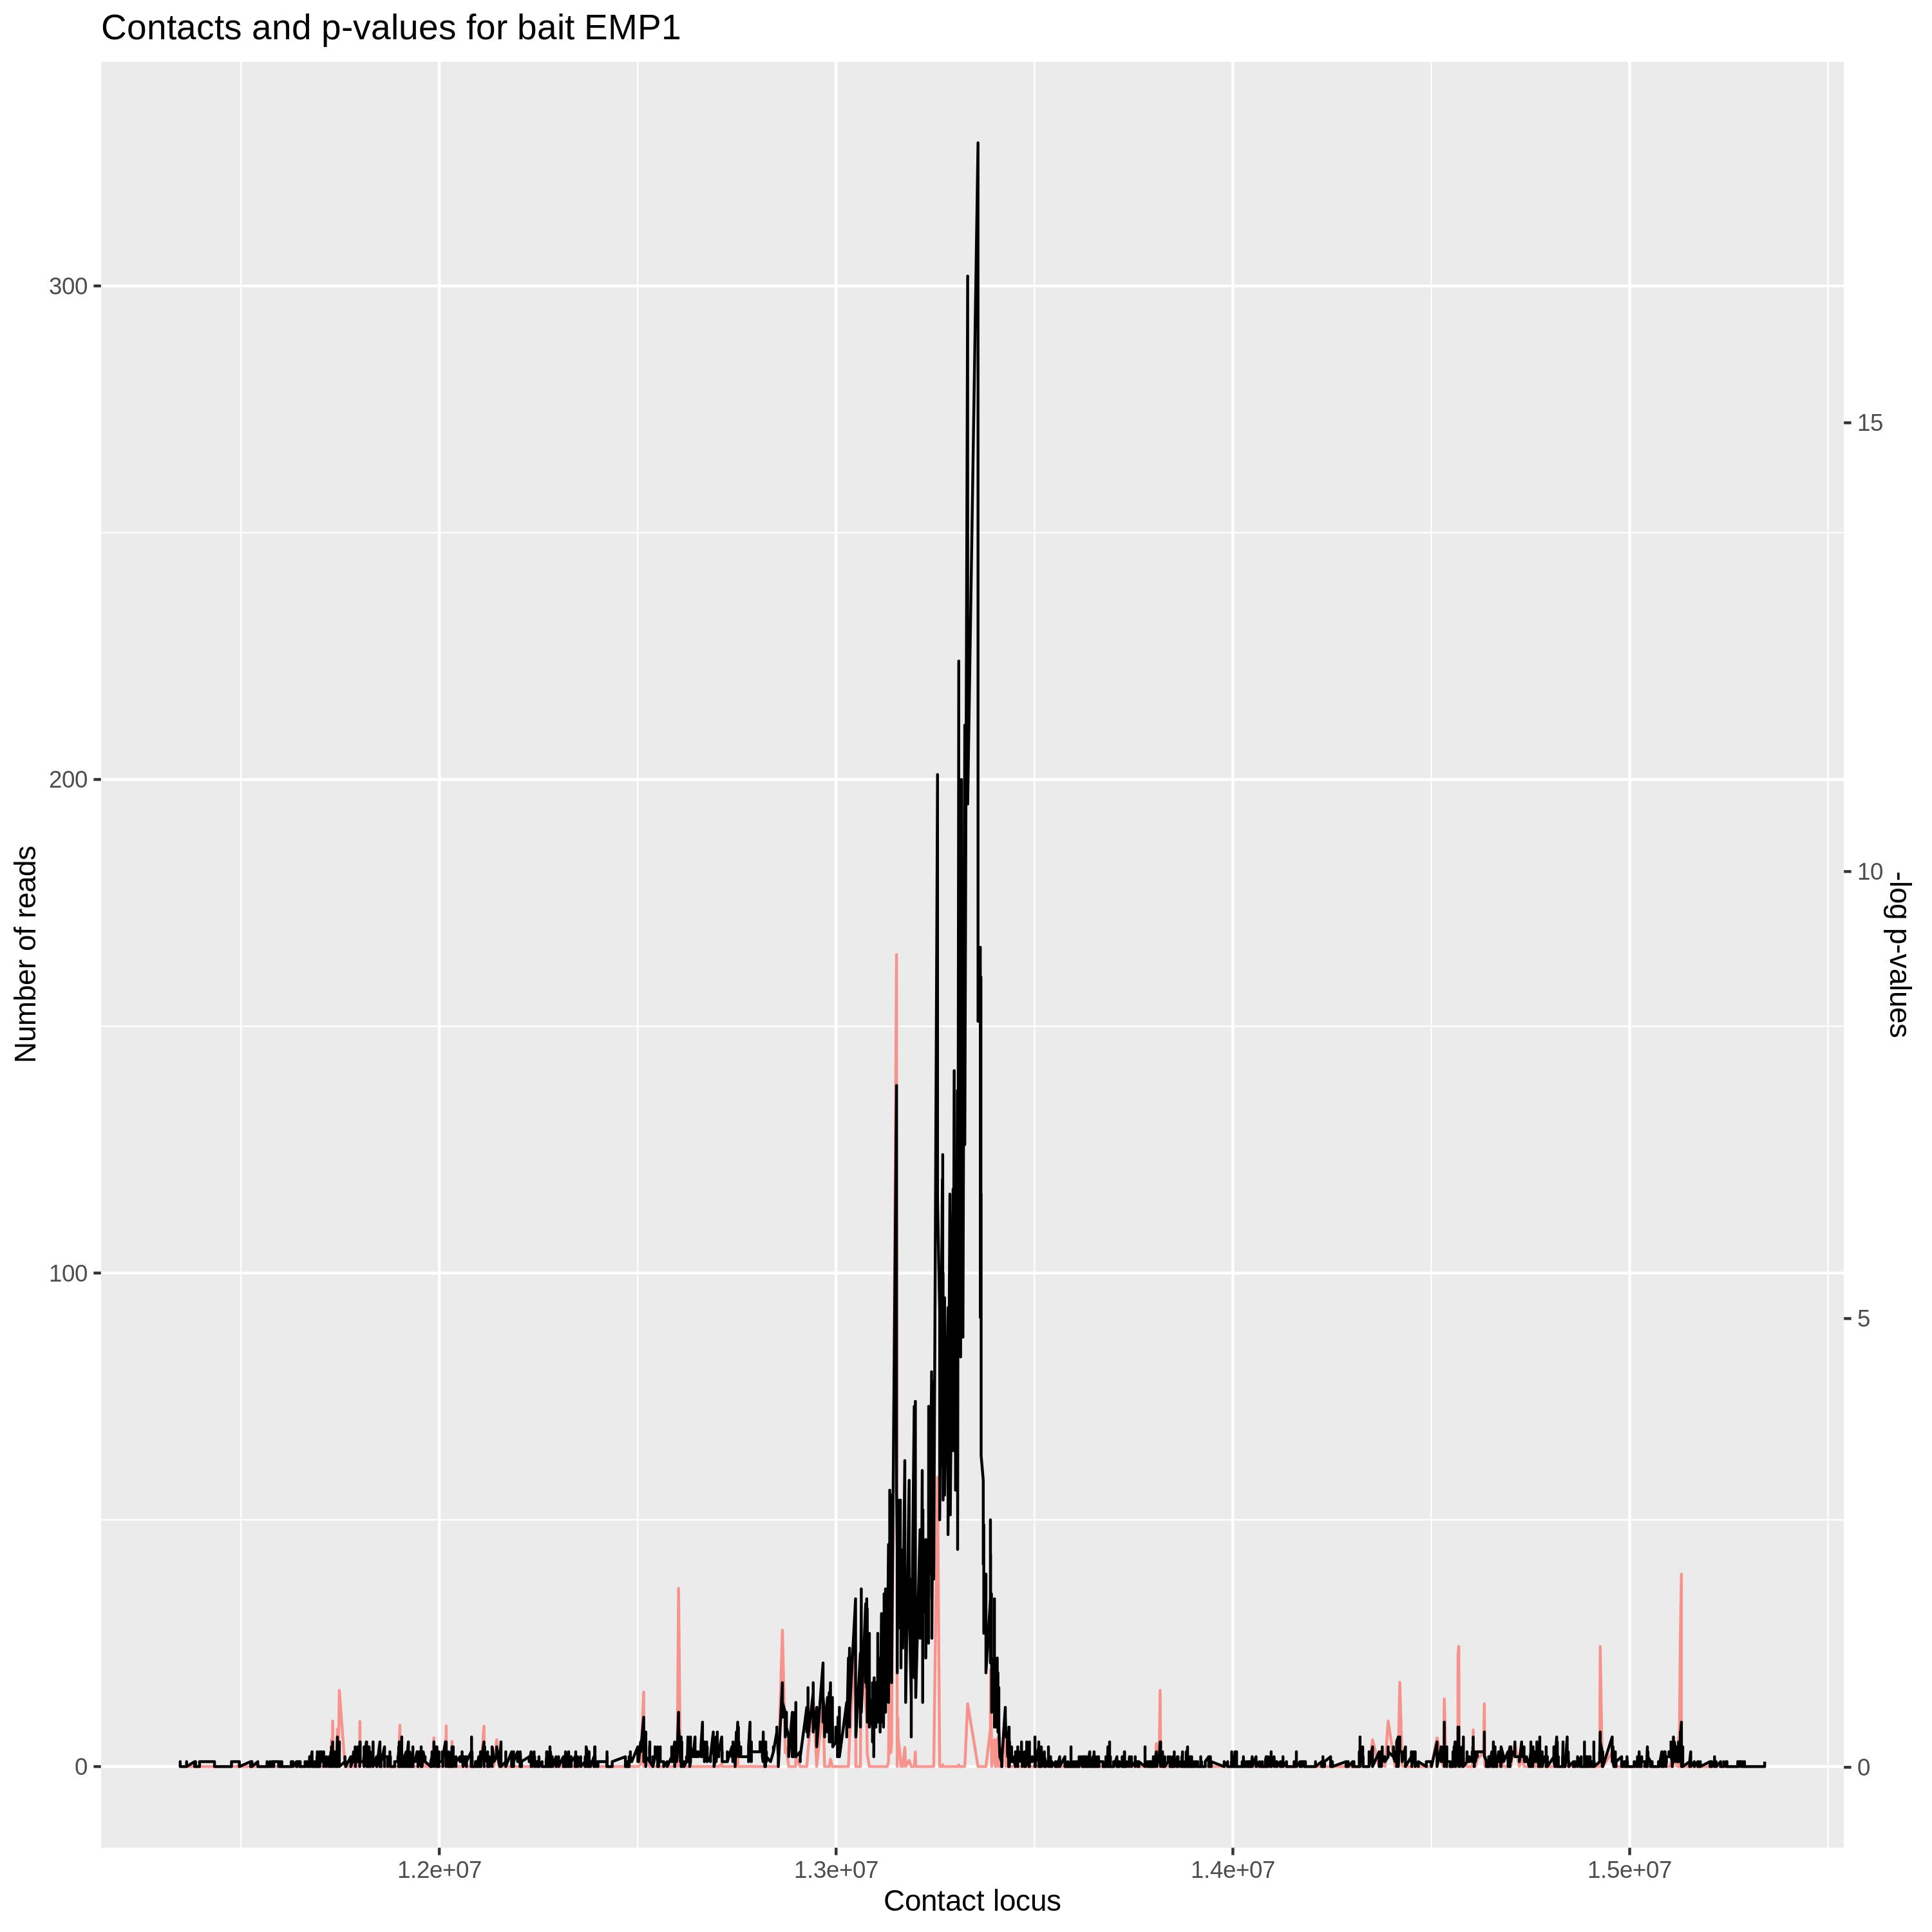 Contacts and p-values for bait EMP1
300
200
100
0
Number of reads
15
10
5
0
-log p-values
1.2e+07
1.3e+07
1.4e+07
1.5e+07
Contact locus